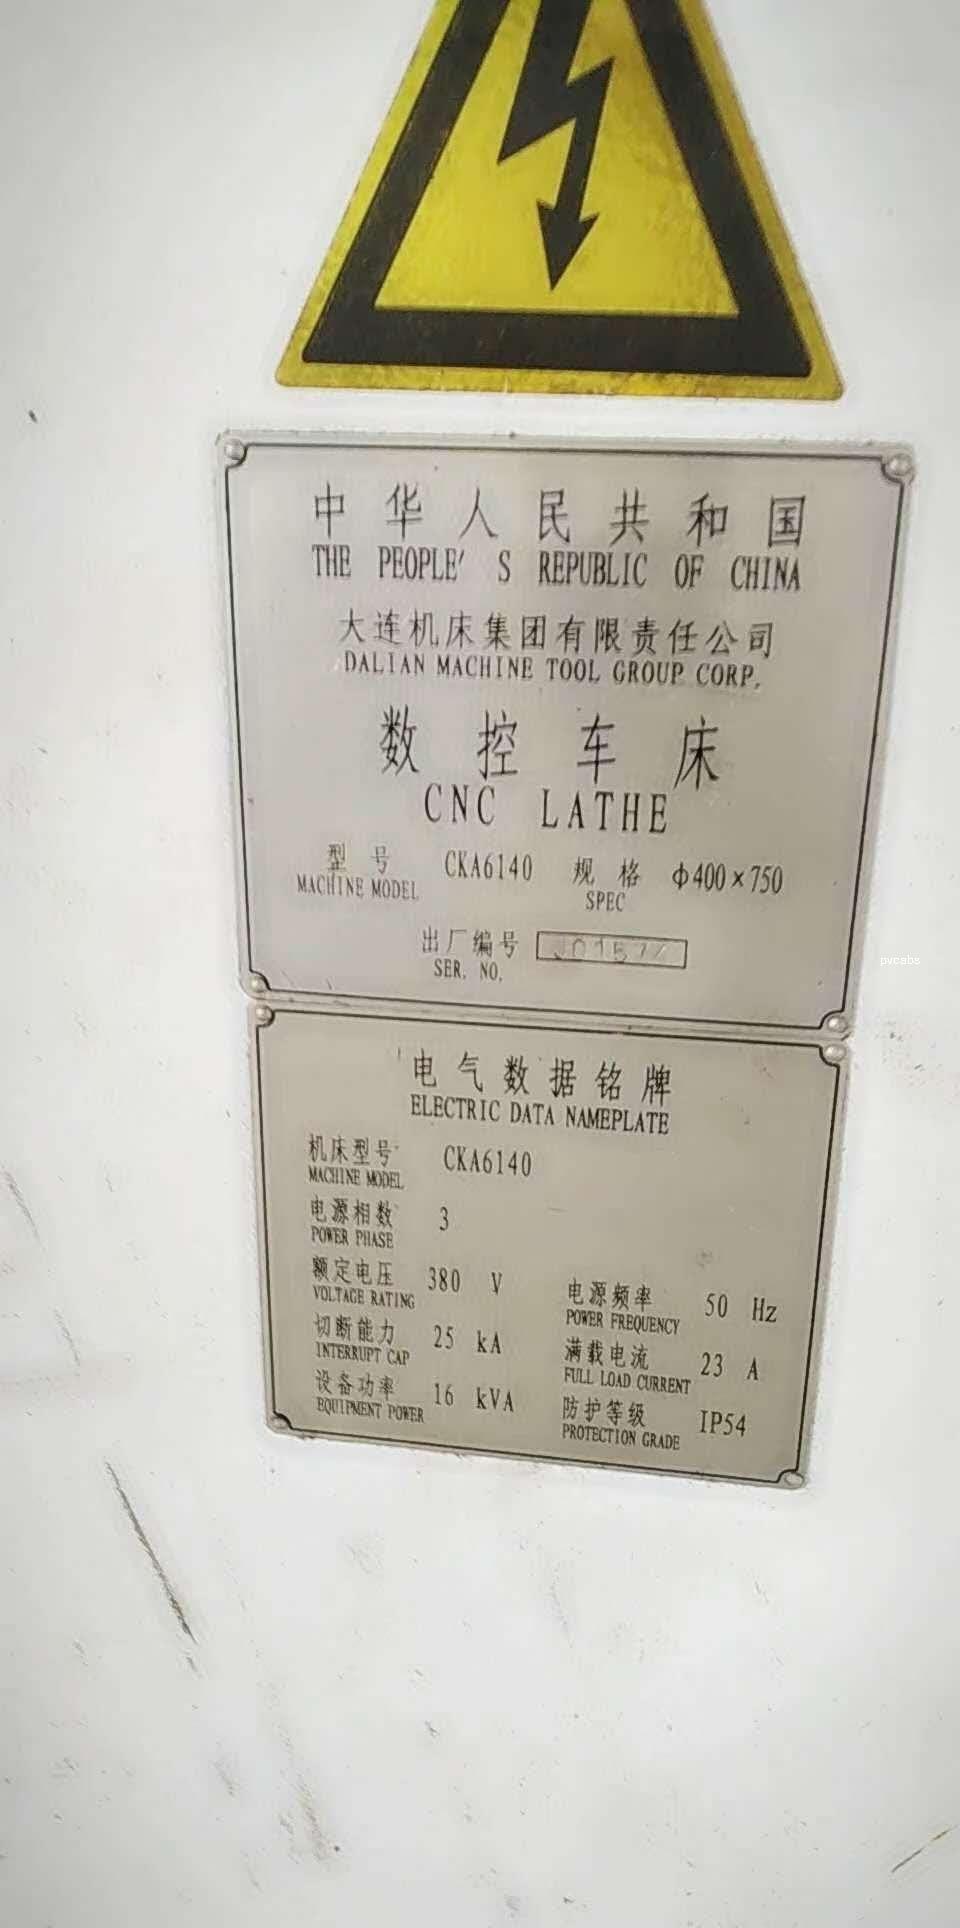 中华人民共和国
THE PEOPLE' S REPUBLIC OF CHINA
大连机床集团有限责任公司
DALIAN MACHINE TOOL GROUP CORP.
数控车床
CNC LATHE
型号 CKA6140 规格 ф400×750
MACHINE MODEL SPEC
出厂编号
SER. NO.
pvcabs
电气数据铭牌
ELECTRIC DATA NAMEPLATE
机床型号 CKA6140
MACHINE MODEL
电源相数 3
POWER PHASE
额定电压 380 V 电源频率 50 Hz
VOLTAGE RATING POWER FREQUENCY
切断能力 25 kA 满载电流 23 A
INTERRUPT CAP FULL LOAD CURRENT
设备功率 16 kVA 防护等级 IP54
EQUIPMENT POWER PROTECTION GRADE